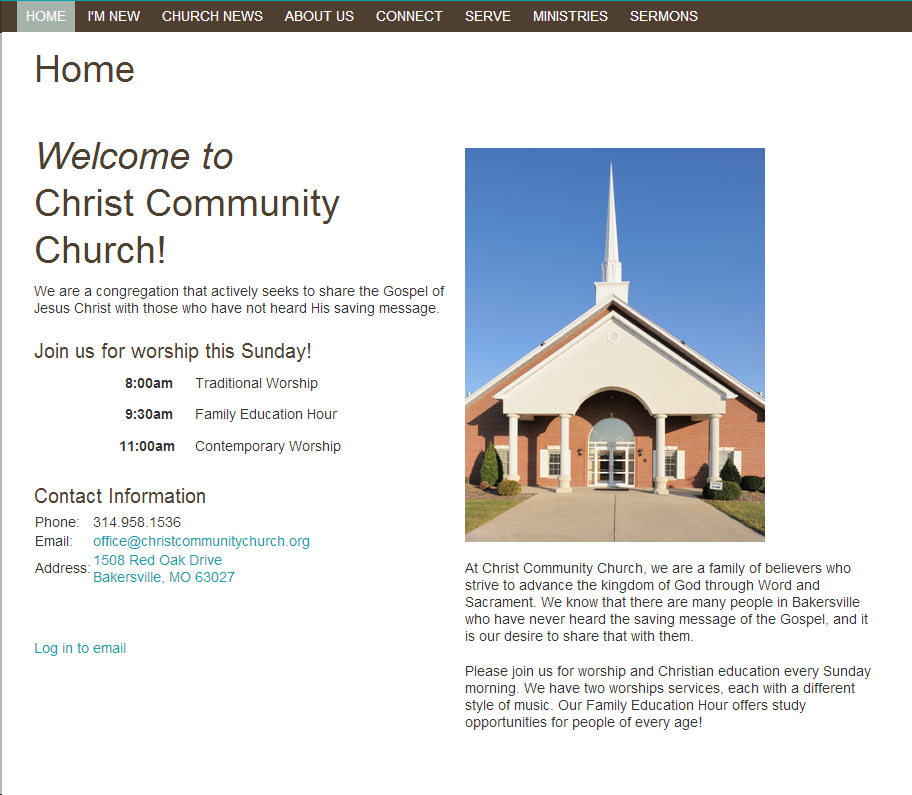 HOME I'M NEW CHURCH NEWS ABOUT US CONNECT SERVE MINISTRIES SERMONS
Home
Welcome to
Christ Community
Church!
We are a congregation that actively seeks to share the Gospel of
Jesus Christ with those who have not heard His saving message.
Join us for worship this Sunday!
8:00am Traditional Worship
9:30am Family Education Hour
11:00am Contemporary Worship
Contact Information
Phone: 314.958.1536
Email: office@christcommunitychurch.org
Address: 1508 Red Oak Drive
Bakersville, MO 63027
Log in to email
At Christ Community Church, we are a family of believers who
strive to advance the kingdom of God through Word and
Sacrament. We know that there are many people in Bakersville
who have never heard the saving message of the Gospel, and it
is our desire to share that with them.
Please join us for worship and Christian education every Sunday
morning. We have two worships services, each with a different
style of music. Our Family Education Hour offers study
opportunities for people of every age!